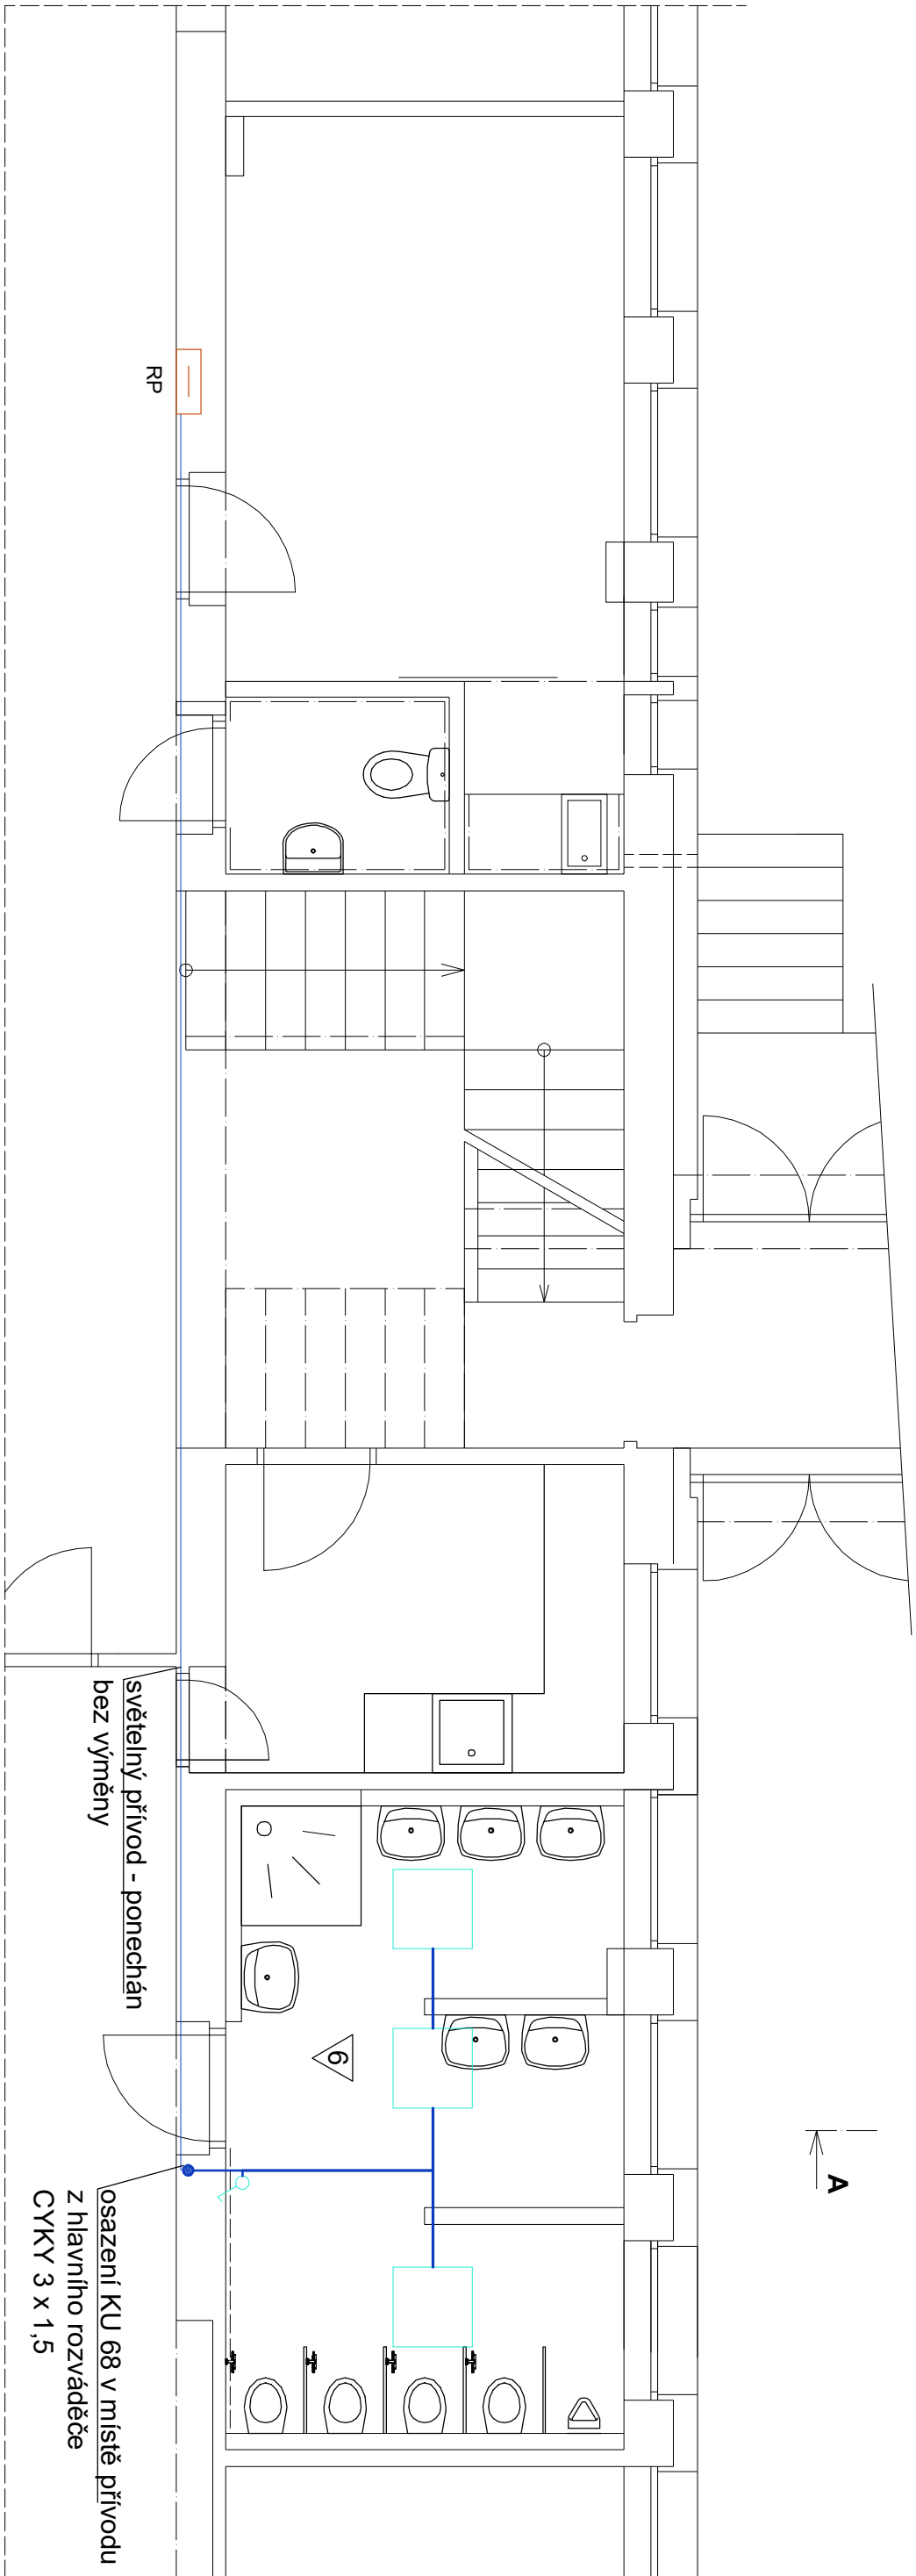 RP
světelný přívod - ponechán
bez výměny
6
A
osazení KU 68 v místě přívodu
z hlavního rozváděče
CYKY 3 x 1,5